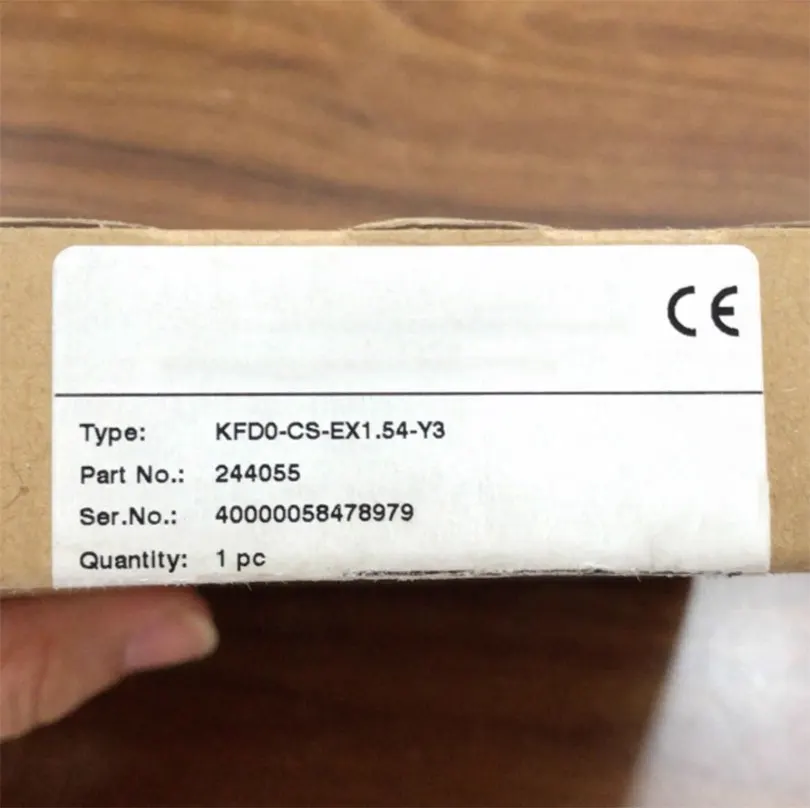 CE
Type: KFD0-CS-EX1.54-Y3
Part No.: 244055
Ser.No.: 40000058478979
Quantity: 1 pc